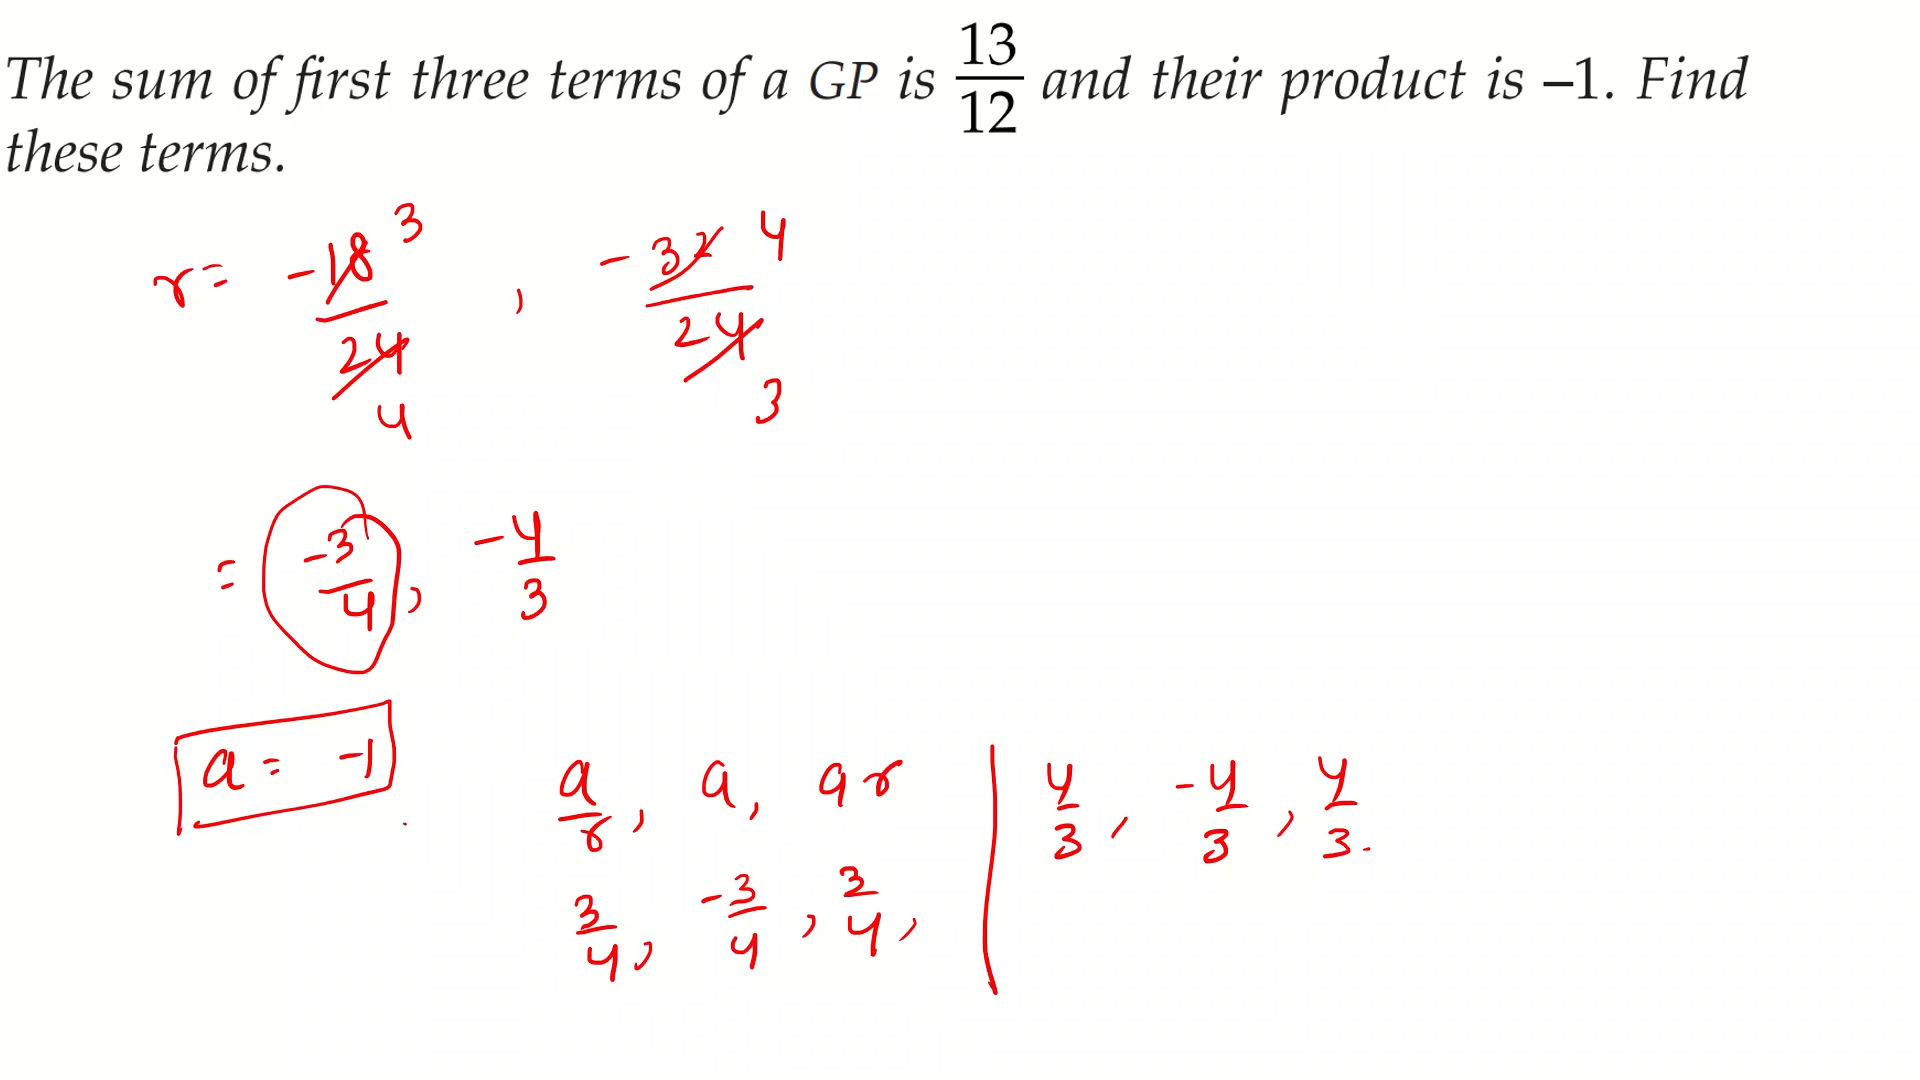 The sum of first three terms of a GP is 13/12 and their product is –1. Find
these terms.
r = -18/24 3/4 , -32/24 4/3
= -3/4 , -4/3
a = -1
a/r , a , ar | 4/3 , -4/3 , 4/3 .
3/4 , -3/4 , 3/4 ,